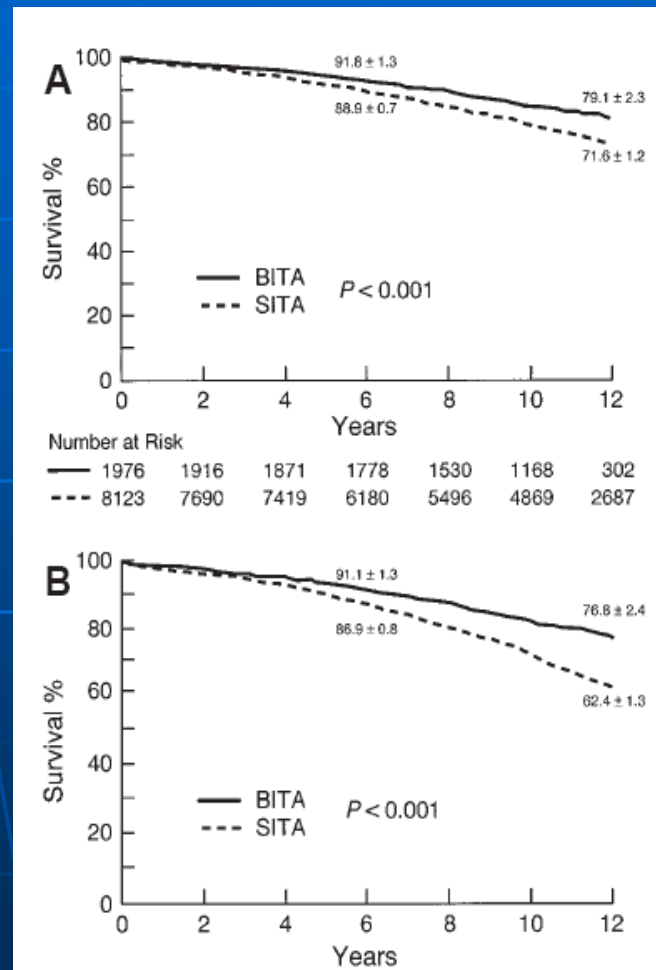 A
100
80
60
40
20
0
Survival %
91.8 ± 1.3
88.9 ± 0.7
79.1 ± 2.3
71.6 ± 1.2
BITA
SITA
P < 0.001
0 2 4 6 8 10 12
Years
Number at Risk
1976 1916 1871 1778 1530 1168 302
8123 7690 7419 6180 5496 4869 2687
B
100
80
60
40
20
0
Survival %
91.1 ± 1.3
86.9 ± 0.8
76.8 ± 2.4
62.4 ± 1.3
BITA
SITA
P < 0.001
0 2 4 6 8 10 12
Years